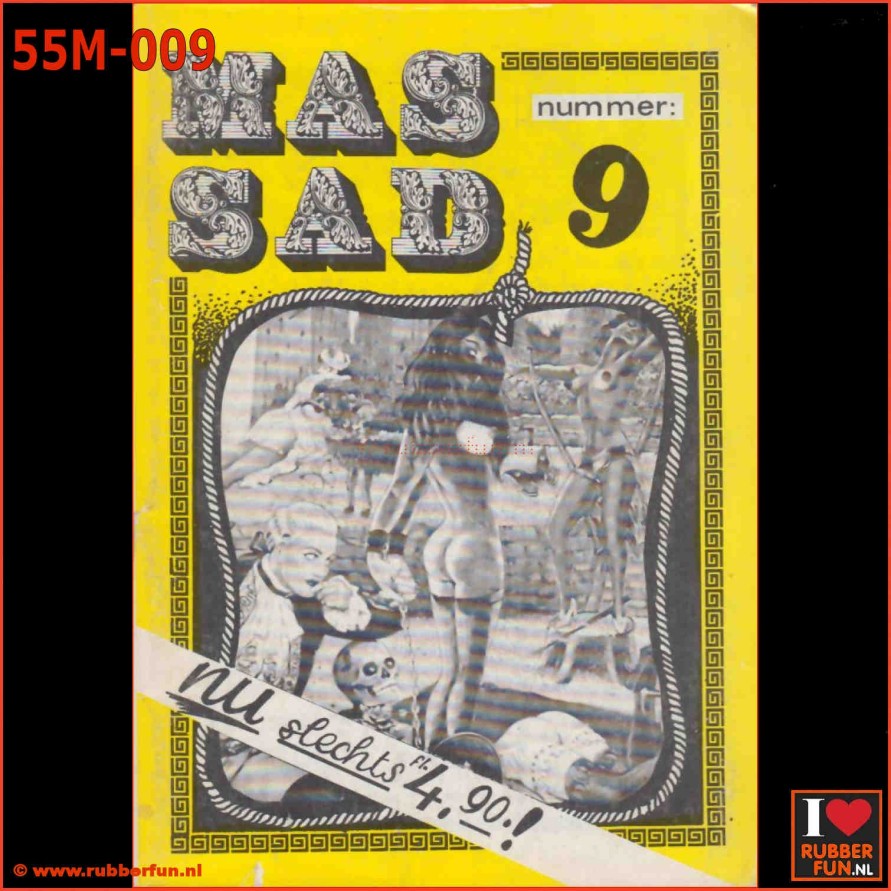 55M-009
MAS
SAD
nummer:
9
nu slechts fl. 4,90.!
© www.rubberfun.nl
I ❤
RUBBER
FUN.NL